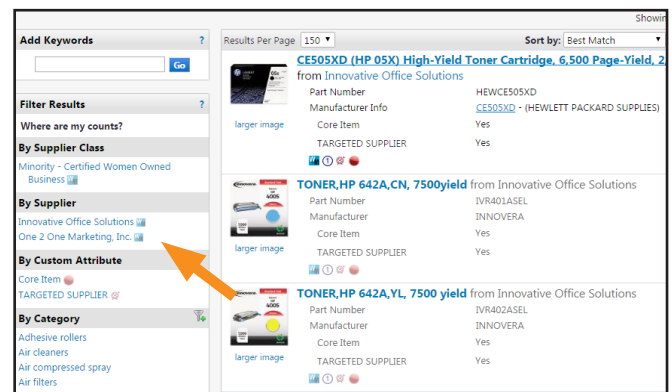 Showin
Add Keywords ?
Go
Filter Results ?
Where are my counts?
By Supplier Class
Minority - Certified Women Owned
Business
By Supplier
Innovative Office Solutions
One 2 One Marketing, Inc.
By Custom Attribute
Core Item
TARGETED SUPPLIER
By Category
Adhesive rollers
Air cleaners
Air compressed spray
Air filters
Results Per Page 150 Sort by: Best Match
CE505XD (HP 05X) High-Yield Toner Cartridge, 6,500 Page-Yield, 2
from Innovative Office Solutions
Part Number HEWCE505XD
Manufacturer Info CE505XD - (HEWLETT PACKARD SUPPLIES)
larger image Core Item Yes
TARGETED SUPPLIER Yes
TONER,HP 642A,CN, 7500yield from Innovative Office Solutions
Part Number IVR401ASEL
Manufacturer INNOVERA
Core Item Yes
larger image TARGETED SUPPLIER Yes
TONER,HP 642A,YL, 7500 yield from Innovative Office Solutions
Part Number IVR402ASEL
Manufacturer INNOVERA
Core Item Yes
larger image TARGETED SUPPLIER Yes